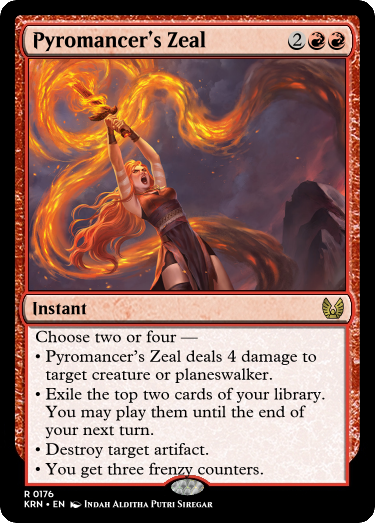 Pyromancer's Zeal 2
Instant
Choose two or four —
• Pyromancer's Zeal deals 4 damage to
target creature or planeswalker.
• Exile the top two cards of your library.
You may play them until the end of
your next turn.
• Destroy target artifact.
• You get three frenzy counters.
R 0176
KRN • EN Indah Alditha Putri Siregar